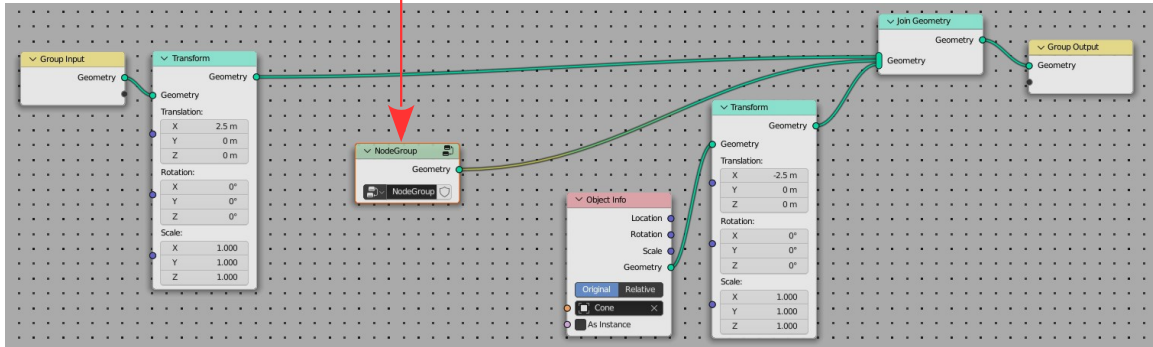 Group Input
Geometry
Transform
Geometry
Geometry
Translation:
X 2.5 m
Y 0 m
Z 0 m
Rotation:
X 0°
Y 0°
Z 0°
Scale:
X 1.000
Y 1.000
Z 1.000
NodeGroup
Geometry
NodeGroup
Object Info
Location
Rotation
Scale
Geometry
Original Relative
Cone
As Instance
Transform
Geometry
Geometry
Translation:
X -2.5 m
Y 0 m
Z 0 m
Rotation:
X 0°
Y 0°
Z 0°
Scale:
X 1.000
Y 1.000
Z 1.000
Join Geometry
Geometry
Geometry
Group Output
Geometry